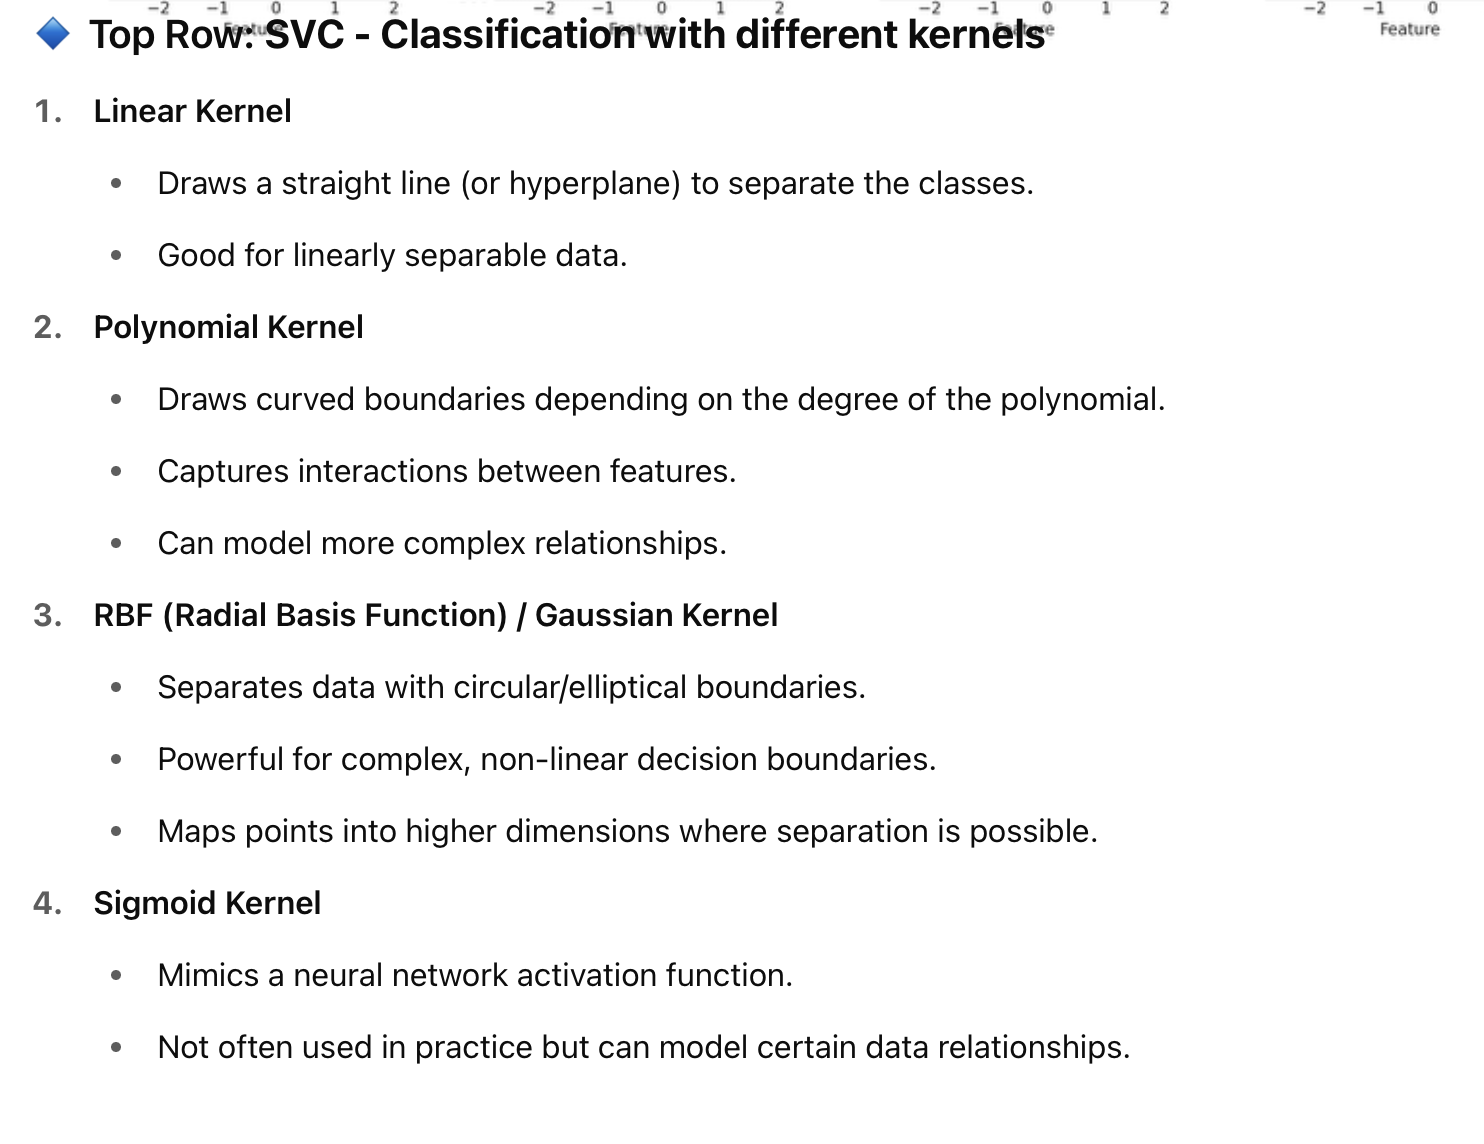 −2 −1 0 1 2 −2 −1 0 1 2 −2 −1 0 1 2 −2 −1 0
Feature Feature Feature Feature
Top Row: SVC - Classification with different kernels
1. Linear Kernel
• Draws a straight line (or hyperplane) to separate the classes.
• Good for linearly separable data.
2. Polynomial Kernel
• Draws curved boundaries depending on the degree of the polynomial.
• Captures interactions between features.
• Can model more complex relationships.
3. RBF (Radial Basis Function) / Gaussian Kernel
• Separates data with circular/elliptical boundaries.
• Powerful for complex, non-linear decision boundaries.
• Maps points into higher dimensions where separation is possible.
4. Sigmoid Kernel
• Mimics a neural network activation function.
• Not often used in practice but can model certain data relationships.